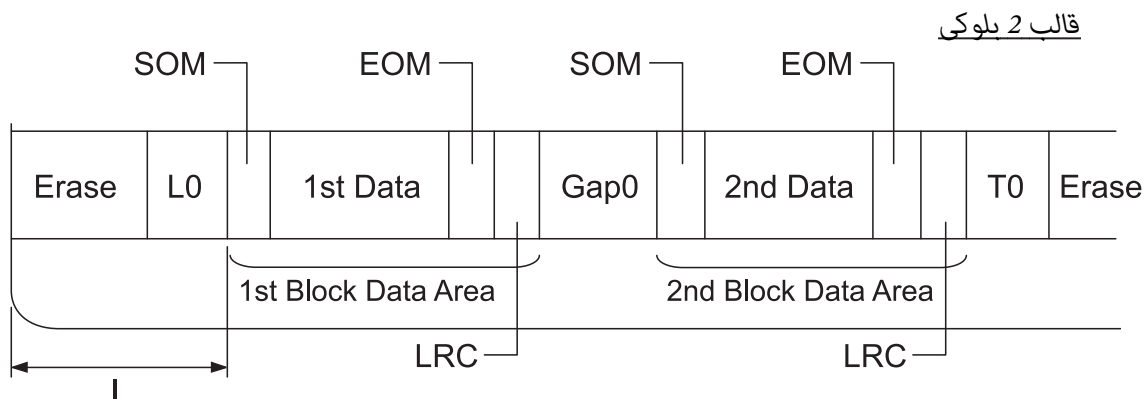 قالب 2 بلوکی
SOM EOM SOM EOM
Erase L0 1st Data Gap0 2nd Data T0 Erase
1st Block Data Area 2nd Block Data Area
LRC LRC
L